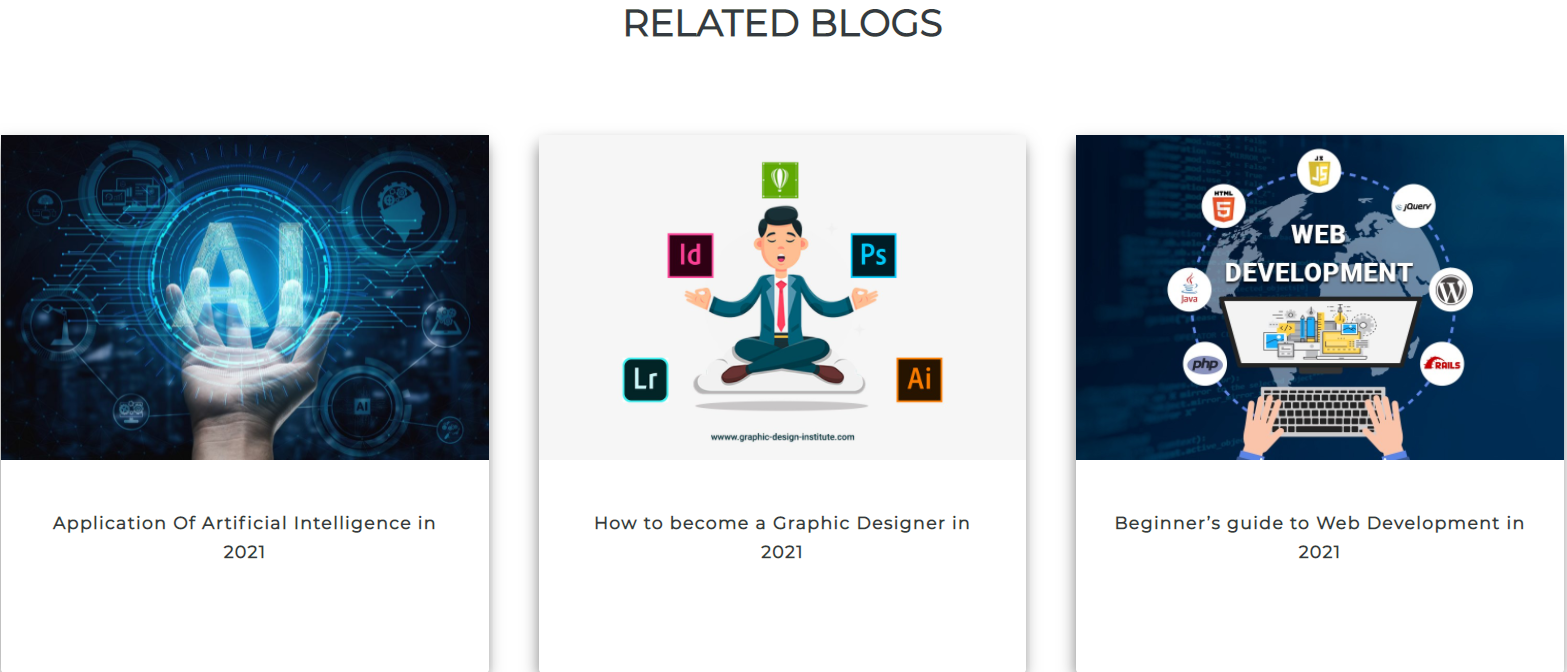 RELATED BLOGS
AI
AI
Application Of Artificial Intelligence in
2021
Id
Ps
Lr
Ai
www.graphic-design-institute.com
How to become a Graphic Designer in
2021
JS
JS
HTML
5
jQuery
WEB
DEVELOPMENT
Java
W
php
RAILS
Beginner’s guide to Web Development in
2021